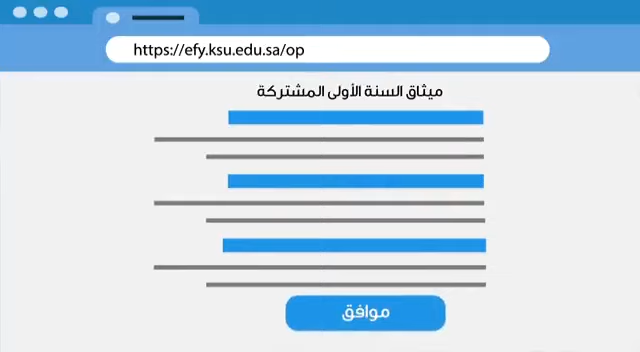 https://efy.ksu.edu.sa/op
ميثاق السنة الأولى المشتركة
موافق